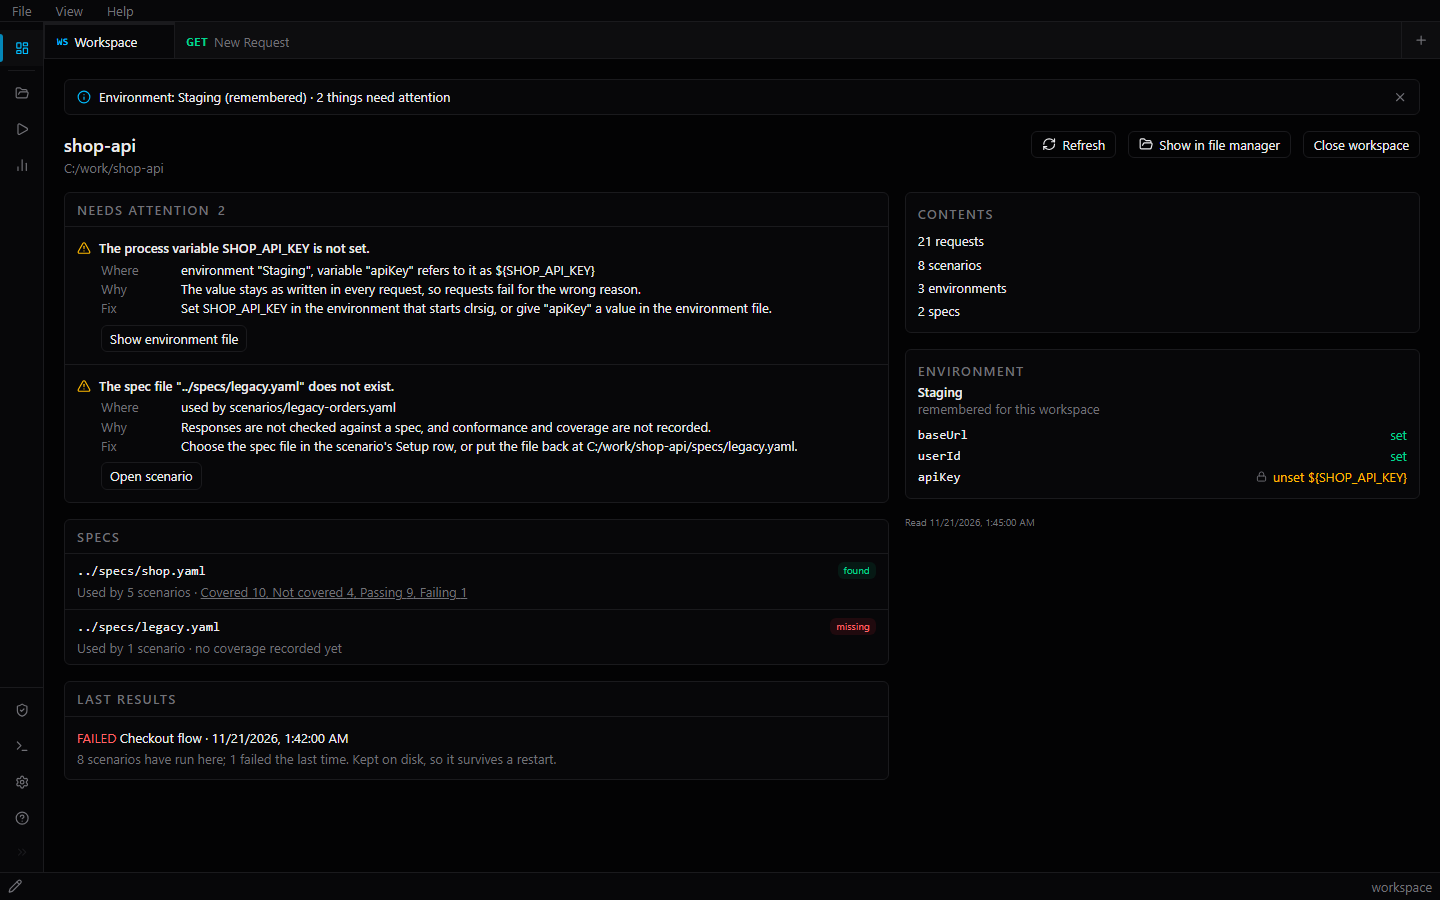 File View Help
WS Workspace
GET New Request
Environment: Staging (remembered) · 2 things need attention
shop-api
C:/work/shop-api
Refresh
Show in file manager
Close workspace
NEEDS ATTENTION 2
The process variable SHOP_API_KEY is not set.
Where environment "Staging", variable "apiKey" refers to it as ${SHOP_API_KEY}
Why The value stays as written in every request, so requests fail for the wrong reason.
Fix Set SHOP_API_KEY in the environment that starts clrsig, or give "apiKey" a value in the environment file.
Show environment file
The spec file "../specs/legacy.yaml" does not exist.
Where used by scenarios/legacy-orders.yaml
Why Responses are not checked against a spec, and conformance and coverage are not recorded.
Fix Choose the spec file in the scenario's Setup row, or put the file back at C:/work/shop-api/specs/legacy.yaml.
Open scenario
SPECS
../specs/shop.yaml found
Used by 5 scenarios · Covered 10, Not covered 4, Passing 9, Failing 1
../specs/legacy.yaml missing
Used by 1 scenario · no coverage recorded yet
LAST RESULTS
FAILED Checkout flow · 11/21/2026, 1:42:00 AM
8 scenarios have run here; 1 failed the last time. Kept on disk, so it survives a restart.
CONTENTS
21 requests
8 scenarios
3 environments
2 specs
ENVIRONMENT
Staging
remembered for this workspace
baseUrl set
userId set
apiKey unset ${SHOP_API_KEY}
Read 11/21/2026, 1:45:00 AM
workspace